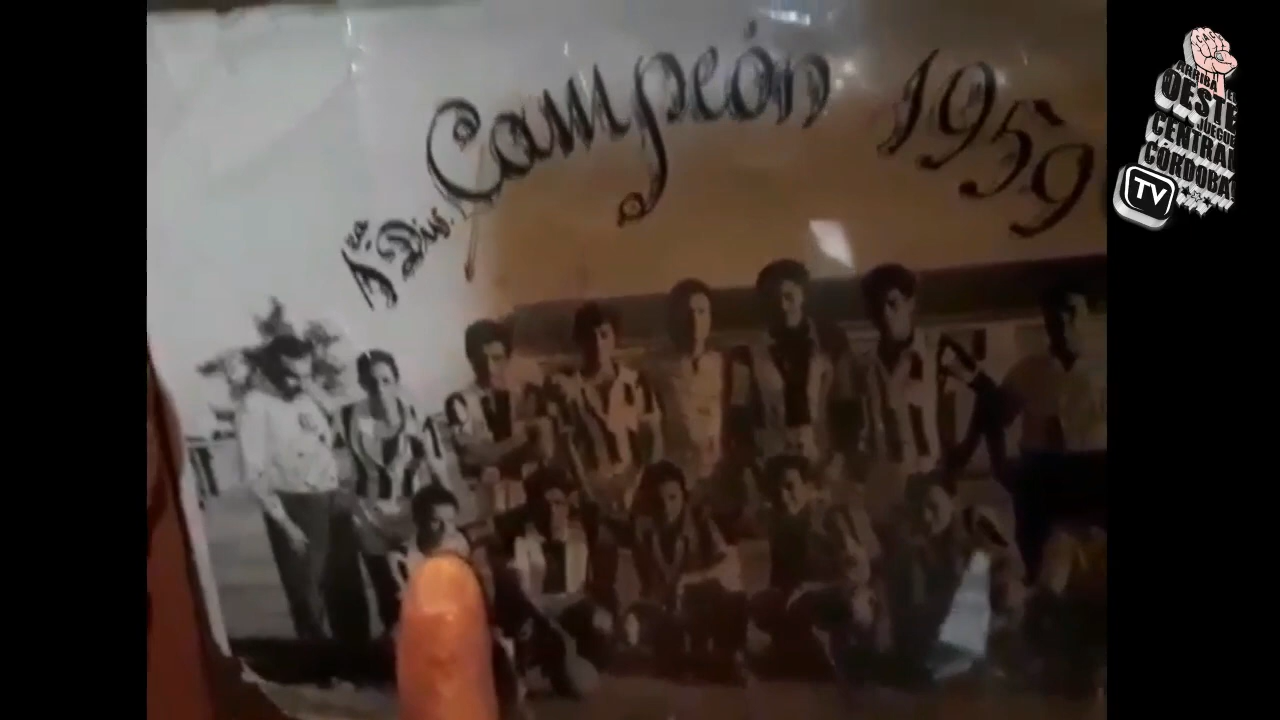 Campeón 1959
1ra. Div.
ARRIBA EL
OESTE
JUEGUE
CENTRAL
CÓRDOBA
TV